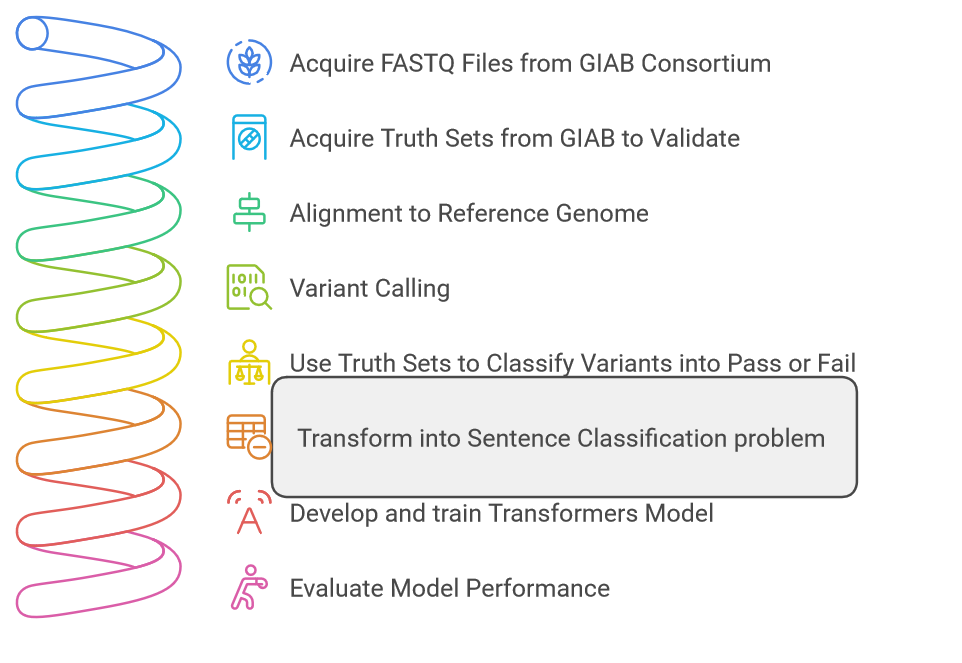 Acquire FASTQ Files from GIAB Consortium
Acquire Truth Sets from GIAB to Validate
Alignment to Reference Genome
Variant Calling
Use Truth Sets to Classify Variants into Pass or Fail
Transform into Sentence Classification problem
Develop and train Transformers Model
Evaluate Model Performance